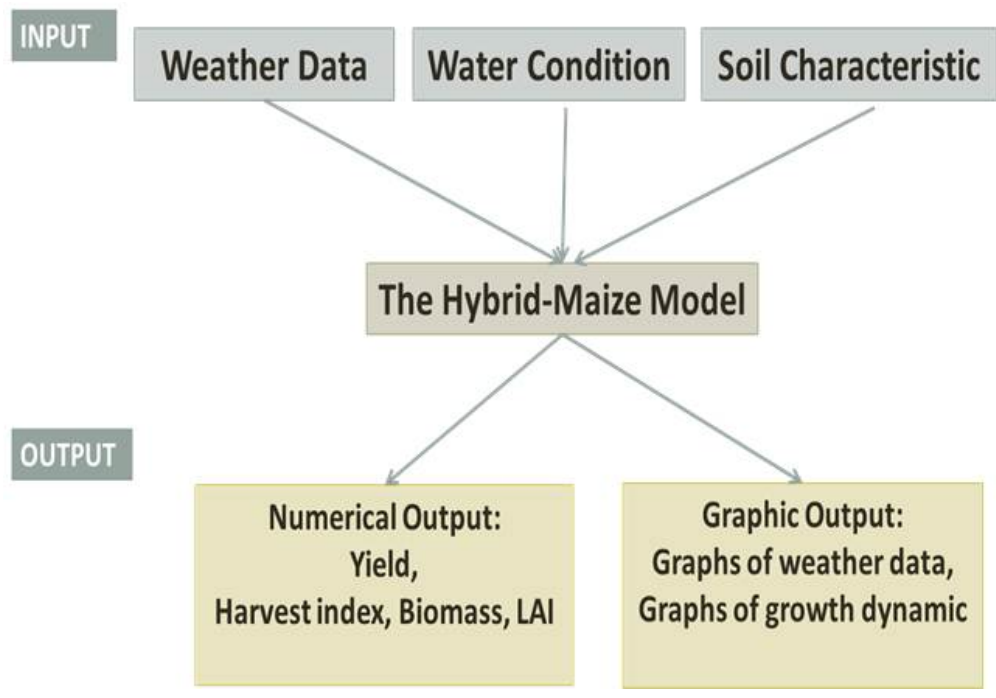 INPUT
Weather Data
Water Condition
Soil Characteristic
The Hybrid-Maize Model
OUTPUT
Numerical Output:
Yield,
Harvest index, Biomass, LAI
Graphic Output:
Graphs of weather data,
Graphs of growth dynamic